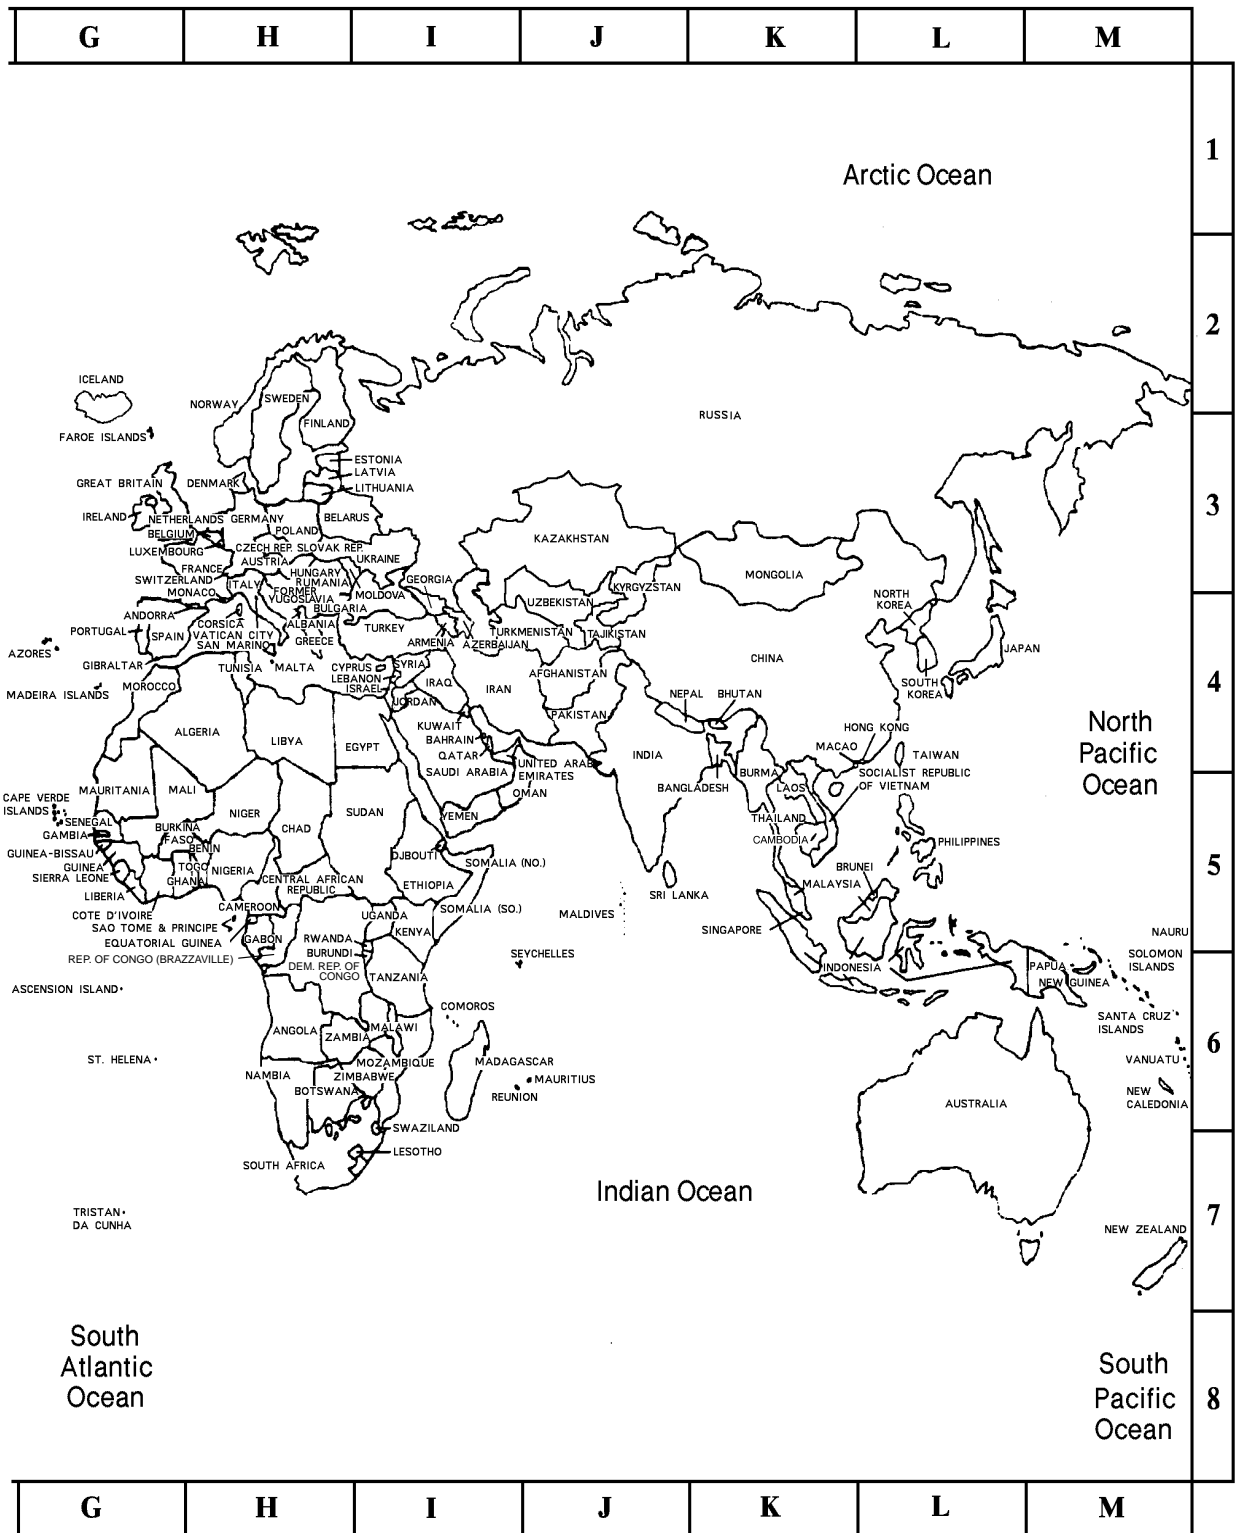 G H I J K L M
1
Arctic Ocean
2
ICELAND
NORWAY
SWEDEN
RUSSIA
FINLAND
FAROE ISLANDS
ESTONIA
LATVIA
GREAT BRITAIN
DENMARK
LITHUANIA
3
IRELAND
NETHERLANDS
GERMANY
BELARUS
BELGIUM
POLAND
KAZAKHSTAN
LUXEMBOURG
CZECH REP.
SLOVAK REP.
UKRAINE
AUSTRIA
FRANCE
HUNGARY
MONGOLIA
SWITZERLAND
ITALY
RUMANIA
GEORGIA
KYRGYZSTAN
MONACO
FORMER
YUGOSLAVIA
MOLDOVA
NORTH
KOREA
UZBEKISTAN
BULGARIA
ANDORRA
CORSICA
ALBANIA
TURKEY
PORTUGAL
SPAIN
VATICAN CITY
TURKMENISTAN
TAJIKISTAN
SAN MARINO
GREECE
ARMENIA
AZERBAIJAN
JAPAN
AZORES
CHINA
GIBRALTAR
TUNISIA
MALTA
CYPRUS
SYRIA
LEBANON
AFGHANISTAN
4
MADEIRA ISLANDS
MOROCCO
ISRAEL
IRAQ
IRAN
SOUTH
KOREA
JORDAN
NEPAL
BHUTAN
PAKISTAN
ALGERIA
KUWAIT
HONG KONG
North
Pacific
Ocean
LIBYA
EGYPT
BAHRAIN
MACAO
QATAR
INDIA
TAIWAN
SAUDI ARABIA
UNITED ARAB
EMIRATES
BURMA
SOCIALIST REPUBLIC
OF VIETNAM
MAURITANIA
MALI
BANGLADESH
LAOS
OMAN
CAPE VERDE
ISLANDS
NIGER
SUDAN
YEMEN
SENEGAL
THAILAND
GAMBIA
BURKINA
FASO
CHAD
CAMBODIA
PHILIPPINES
GUINEA-BISSAU
BENIN
DJBOUTI
SOMALIA (NO.)
5
GUINEA
TOGO
NIGERIA
BRUNEI
SIERRA LEONE
GHANA
CENTRAL AFRICAN
REPUBLIC
ETHIOPIA
MALAYSIA
LIBERIA
SRI LANKA
CAMEROON
SOMALIA (SO.)
COTE D'IVOIRE
UGANDA
MALDIVES
SAO TOME & PRINCIPE
KENYA
SINGAPORE
NAURU
EQUATORIAL GUINEA
GABON
RWANDA
REP. OF CONGO (BRAZZAVILLE)
BURUNDI
SEYCHELLES
SOLOMON
ISLANDS
DEM. REP. OF
CONGO
TANZANIA
INDONESIA
PAPUA
NEW GUINEA
ASCENSION ISLAND
COMOROS
SANTA CRUZ
ISLANDS
ANGOLA
ZAMBIA
MALAWI
6
ST. HELENA
MOZAMBIQUE
MADAGASCAR
VANUATU
NAMBIA
ZIMBABWE
MAURITIUS
BOTSWANA
REUNION
NEW
CALEDONIA
AUSTRALIA
SWAZILAND
LESOTHO
SOUTH AFRICA
Indian Ocean
7
TRISTAN
DA CUNHA
NEW ZEALAND
South
Atlantic
Ocean
South
Pacific
Ocean
8
G H I J K L M